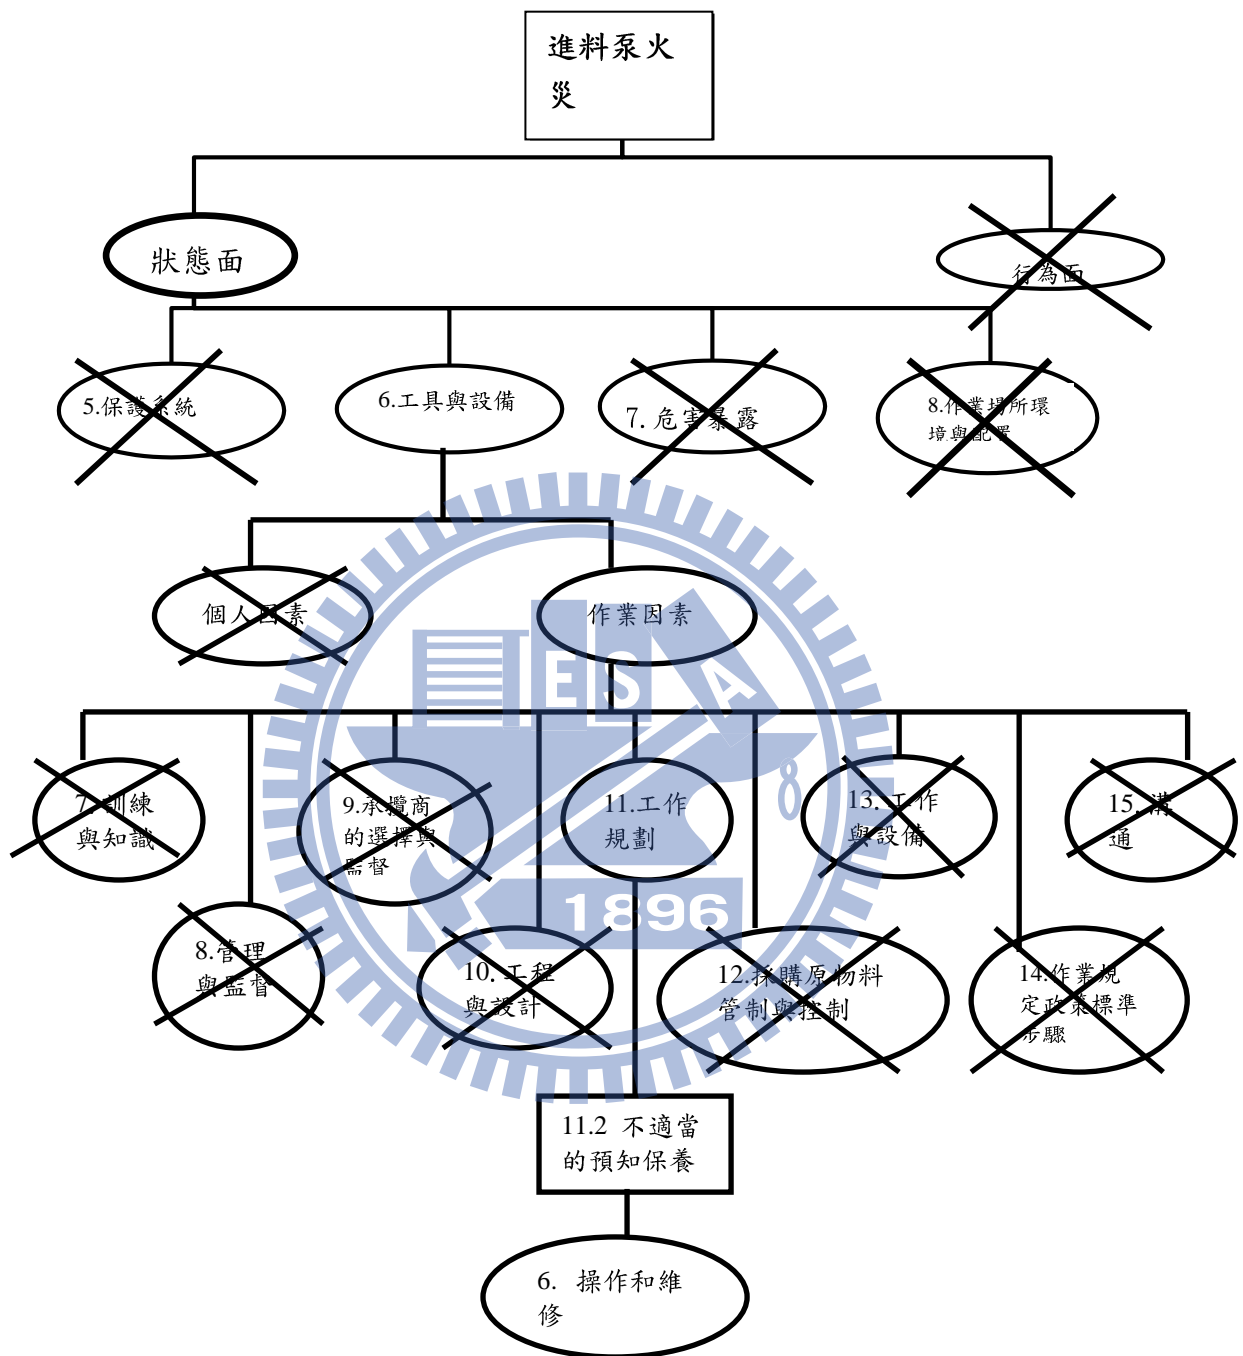 進料泵火
災
狀態面
行為面
5.保護系統
6.工具與設備
7. 危害暴露
8.作業場所環
境與配置
個人因素
作業因素
ESA
7. 訓練
與知識
9.承攬商
的選擇與
監督
11.工作
規劃
13. 工作
與設備
15.溝
通
8.管理
與監督
10. 工程
與設計
12.採購原物料
管制與控制
14.作業規
定政策標準
步驟
1896
11.2 不適當
的預知保養
6. 操作和維
修